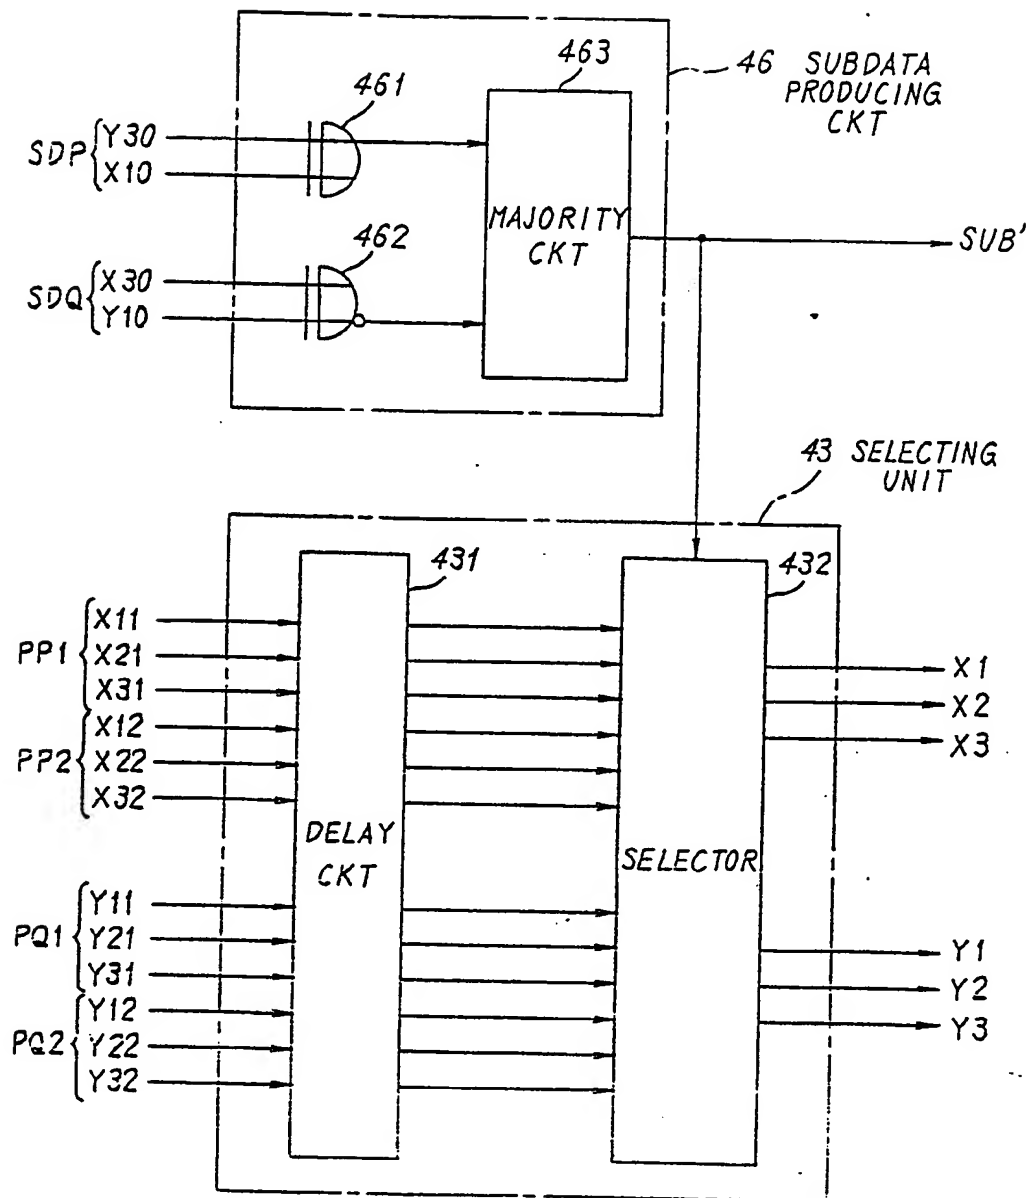 463
46 SUBDATA
PRODUCING
CKT
461
SDP Y30
X10
MAJORITY
CKT
SUB'
462
SDQ X30
Y10
43 SELECTING
UNIT
431
432
PP1 X11
X21
X31
PP2 X12
X22
X32
X1
X2
X3
DELAY
CKT
SELECTOR
PQ1 Y11
Y21
Y31
PQ2 Y12
Y22
Y32
Y1
Y2
Y3